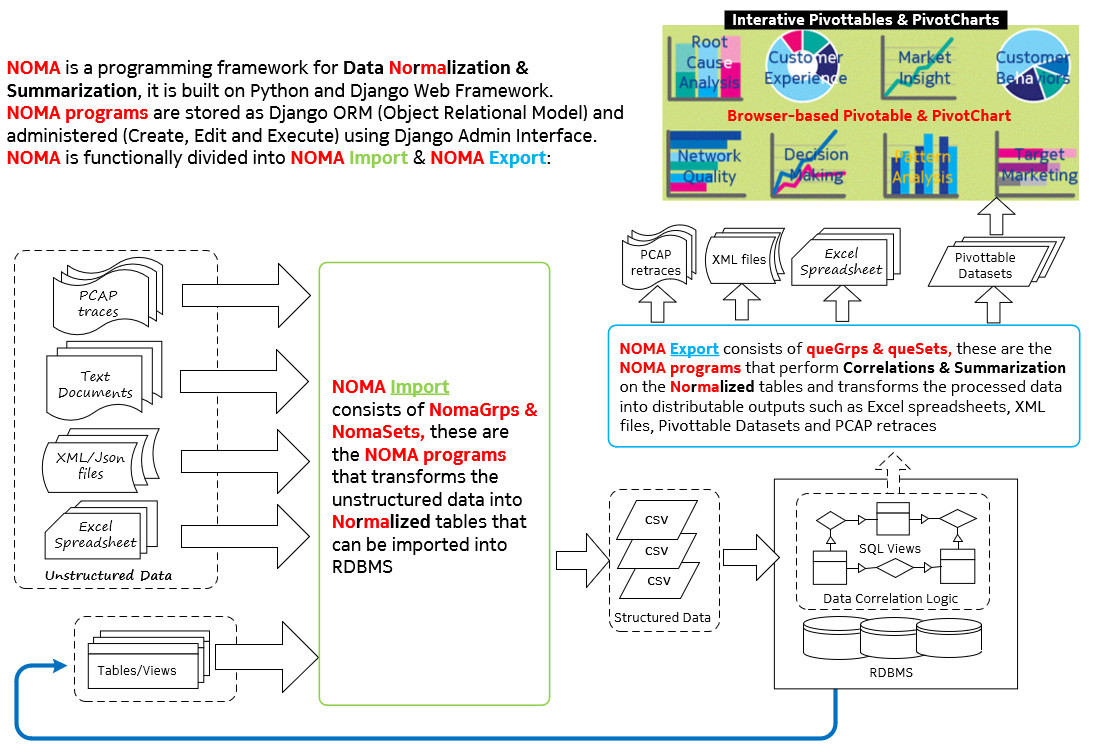 Interative Pivottables & PivotCharts
NOMA is a programming framework for Data Normalization &
Summarization, it is built on Python and Django Web Framework.
NOMA programs are stored as Django ORM (Object Relational Model) and
administered (Create, Edit and Execute) using Django Admin Interface.
NOMA is functionally divided into NOMA Import & NOMA Export:
Root
Cause
Analysis
Customer
Experience
Market
Insight
Customer
Behaviors
Browser-based Pivotable & PivotChart
Network
Quality
Decision
Making
Pattern
Analysis
Target
Marketing
PCAP
retraces
XML files
Excel
Spreadsheet
Pivottable
Datasets
NOMA Export consists of queGrps & queSets, these are the
NOMA programs that perform Correlations & Summarization
on the Normalized tables and transforms the processed data
into distributable outputs such as Excel spreadsheets, XML
files, Pivottable Datasets and PCAP retraces
PCAP
traces
Text
Documents
XML/Json
files
Excel
Spreadsheet
Unstructured Data
Tables/Views
NOMA Import
consists of NomaGrps &
NomaSets, these are
the NOMA programs
that transforms the
unstructured data into
Normalized tables that
can be imported into
RDBMS
CSV
CSV
CSV
Structured Data
SQL Views
Data Correlation Logic
RDBMS